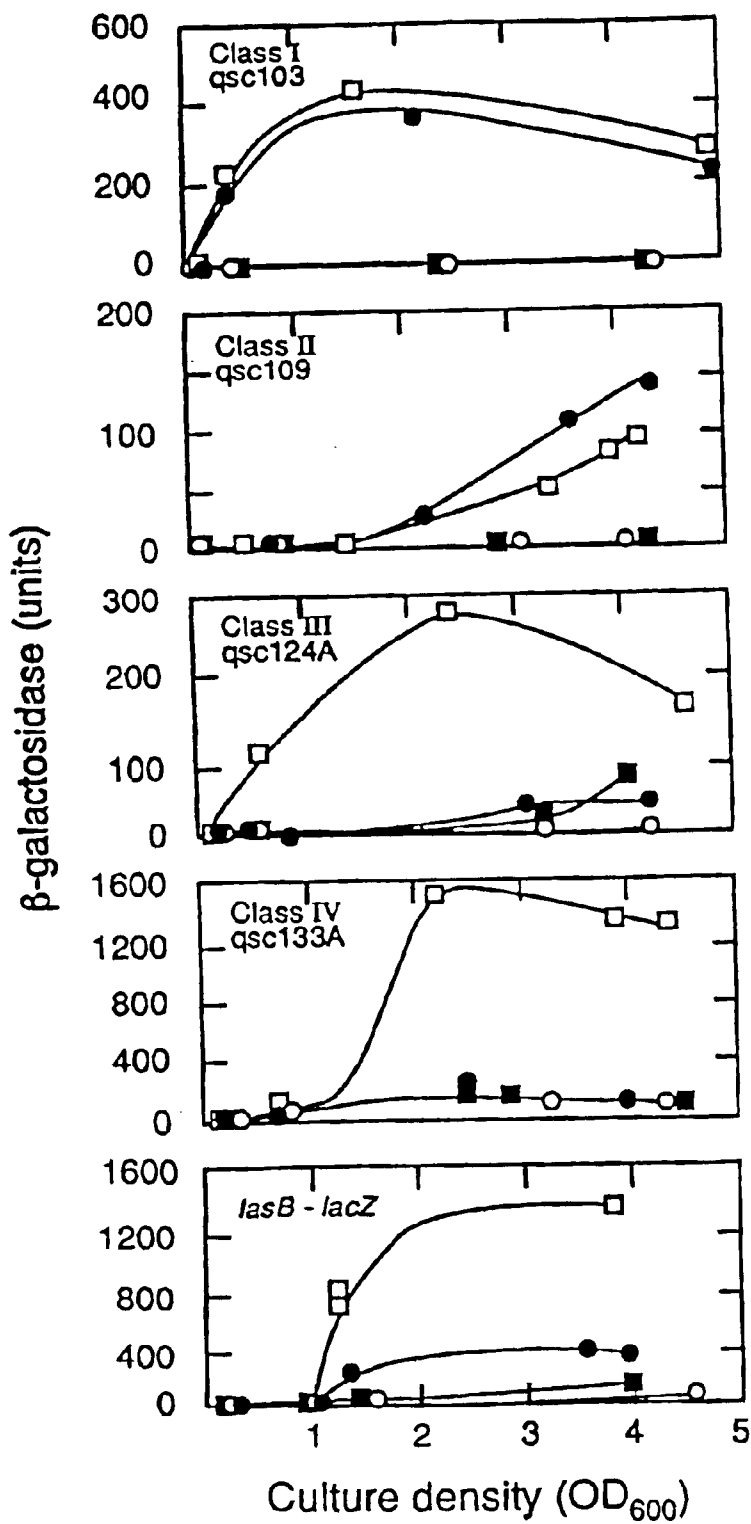 600
400
200
0
Class I
qsc103
200
100
0
Class II
qsc109
300
200
100
0
Class III
qsc124A
1600
1200
800
400
0
Class IV
qsc133A
1600
1200
800
400
0
lasB - lacZ
1 2 3 4 5
β-galactosidase (units)
Culture density (OD600)